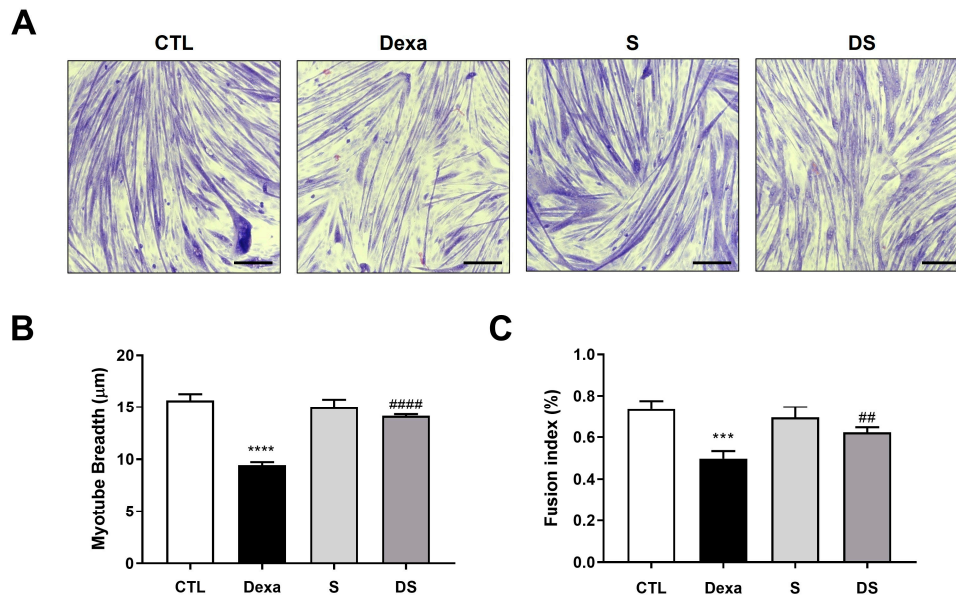 A
CTL Dexa S DS
B
Myotube Breadth (μm)
20
15
10
5
0
****
####
CTL Dexa S DS
C
Fusion index (%)
1.0
0.8
0.6
0.4
0.2
0.0
***
##
CTL Dexa S DS